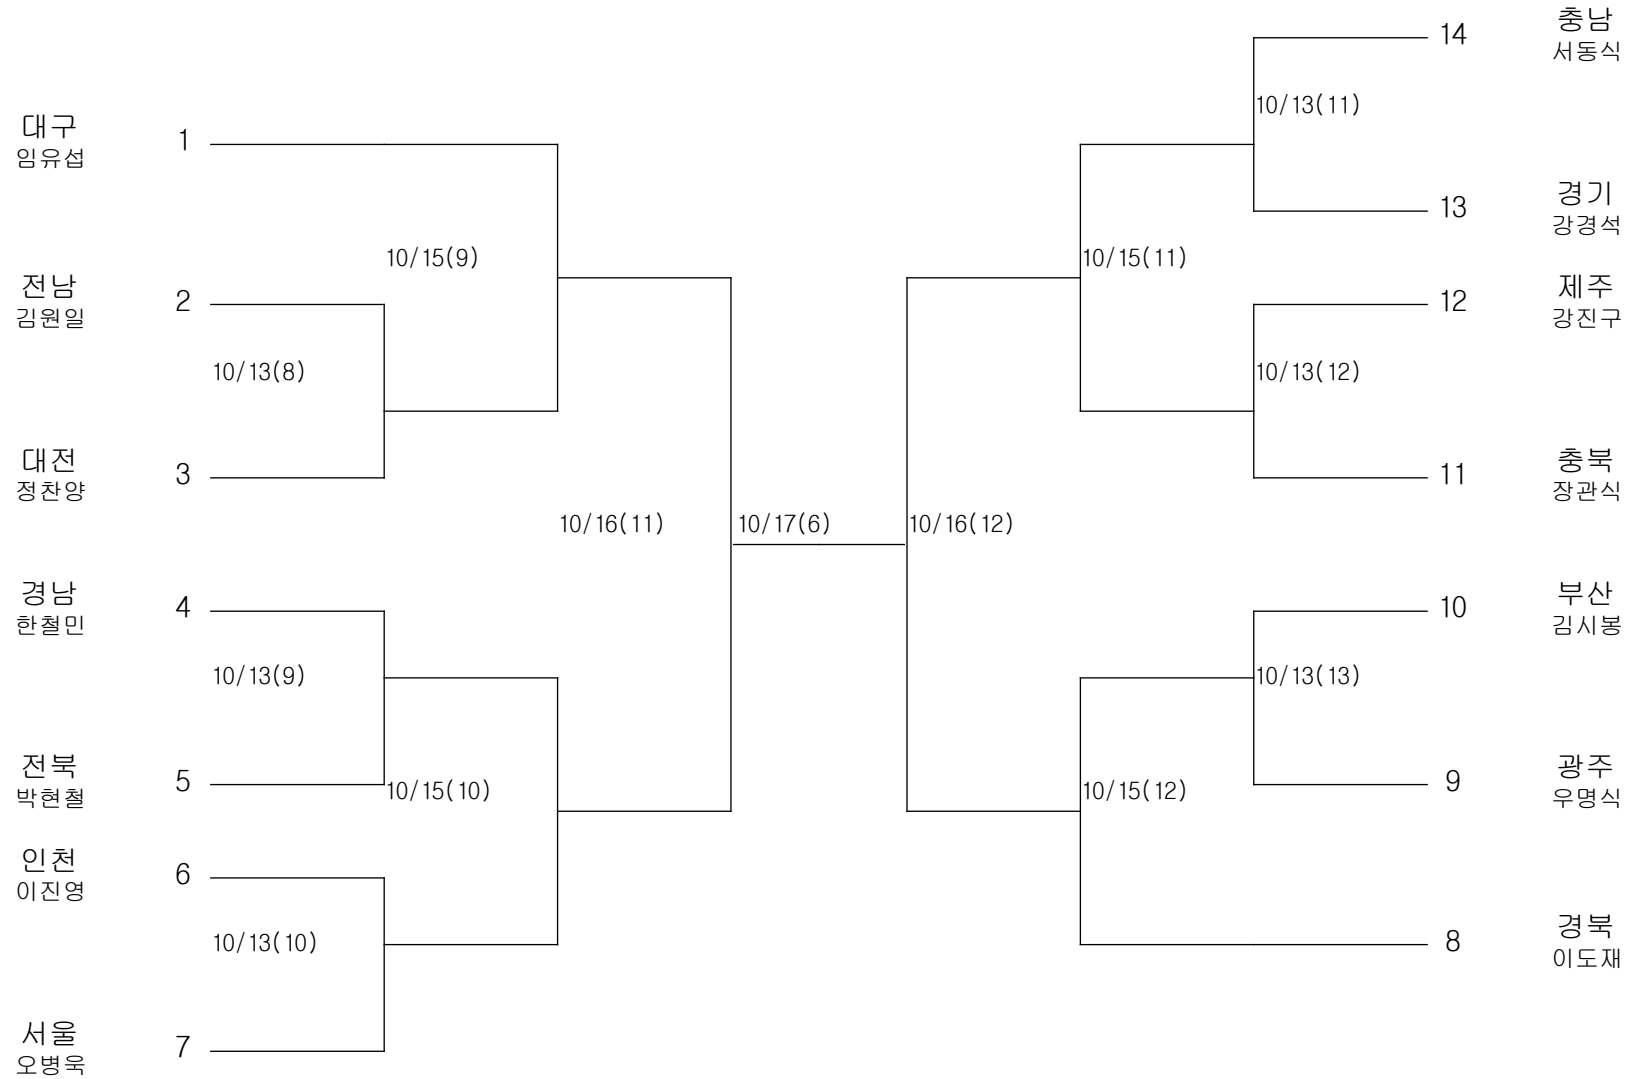 대구
임유섭
1
10/15(9)
전남
김원일
2
10/13(8)
대전
정찬양
3
10/16(11)
경남
한철민
4
10/13(9)
전북
박현철
5
10/15(10)
인천
이진영
6
10/13(10)
서울
오병욱
7
10/17(6)
14
충남
서동식
10/13(11)
13
경기
강경석
10/15(11)
12
제주
강진구
10/13(12)
11
충북
장관식
10/16(12)
10
부산
김시봉
10/13(13)
9
광주
우명식
10/15(12)
8
경북
이도재